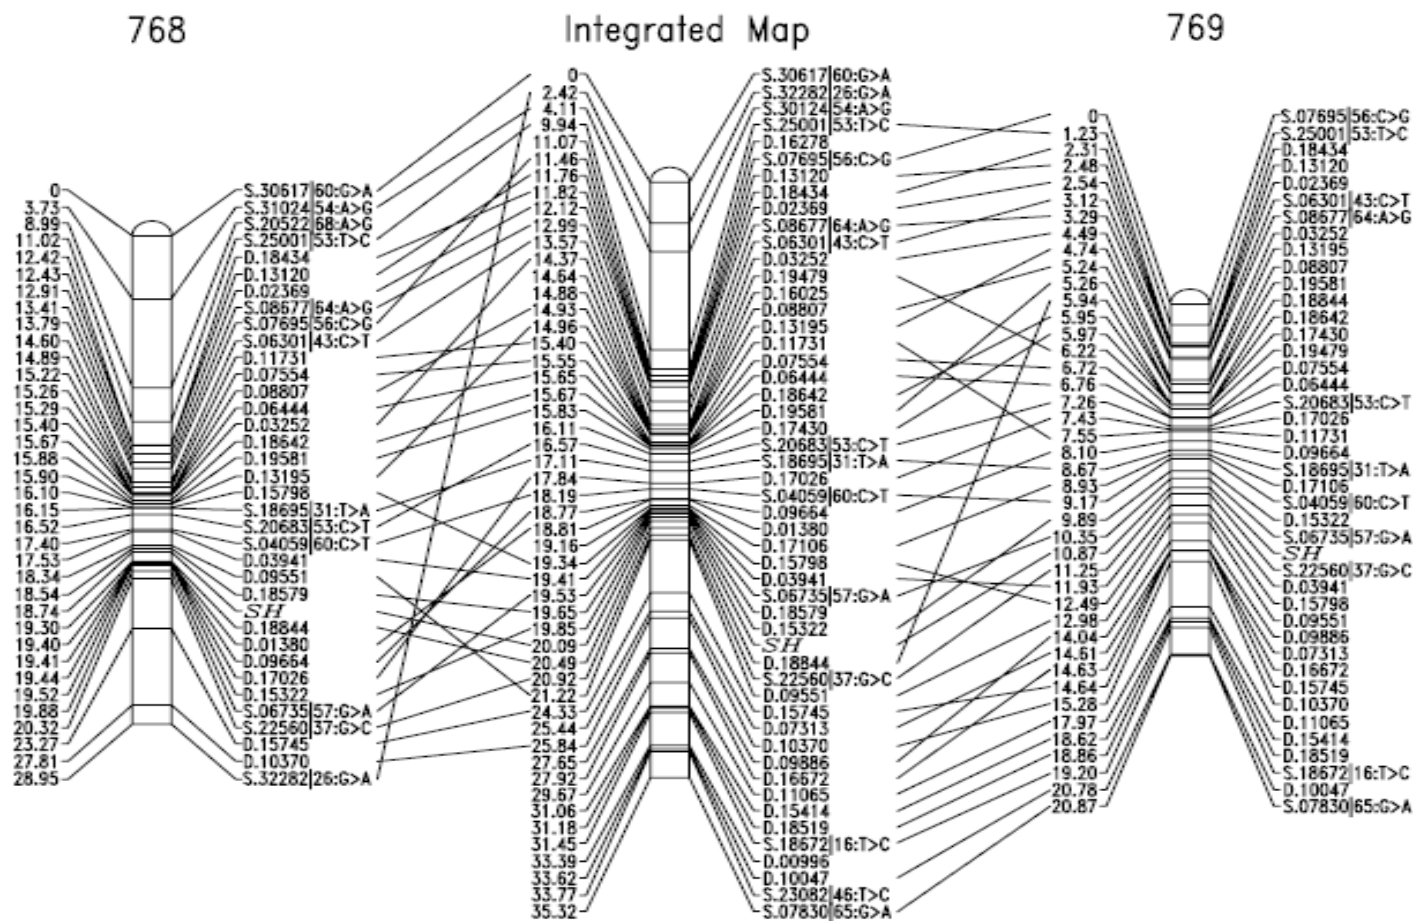 768
0 S.30617|60:G>A
3.73 S.31024|54:A>G
8.99 S.20522|68:A>G
11.02 S.25001|53:T>C
12.42 D.18434
12.43 D.13120
12.91 D.02369
13.41 S.08677|64:A>G
13.79 S.07695|56:C>G
14.60 S.06301|43:C>T
14.89 D.11731
15.22 D.07554
15.26 D.08807
15.29 D.06444
15.40 D.03252
15.67 D.18642
15.88 D.19581
15.90 D.13195
16.10 D.15798
16.15 S.18695|31:T>A
16.52 S.20683|53:C>T
17.40 S.04059|60:C>T
17.53 D.03941
18.34 D.09551
18.54 D.18579
18.74 SH
19.30 D.18844
19.40 D.01380
19.41 D.09664
19.44 D.17026
19.52 D.15322
19.88 S.06735|57:G>A
20.32 S.22560|37:G>C
23.27 D.15745
27.81 D.10370
28.95 S.32282|26:G>A
Integrated Map
0 S.30617|60:G>A
2.42 S.32282|26:G>A
4.11 S.30124|54:A>G
9.94 S.25001|53:T>C
11.07 D.16278
11.46 S.07695|56:C>G
11.76 D.13120
11.82 D.18434
12.12 D.02369
12.99 S.08677|64:A>G
13.57 S.06301|43:C>T
14.37 D.03252
14.64 D.19479
14.88 D.16025
14.93 D.08807
14.96 D.13195
15.40 D.11731
15.55 D.07554
15.65 D.06444
15.67 D.18642
15.83 D.19581
16.11 D.17430
16.57 S.20683|53:C>T
17.11 S.18695|31:T>A
17.84 D.17026
18.19 S.04059|60:C>T
18.77 D.09664
18.81 D.01380
19.16 D.17106
19.34 D.15798
19.41 D.03941
19.53 S.06735|57:G>A
19.65 D.18579
19.85 D.15322
20.09 SH
20.49 D.18844
20.92 S.22560|37:G>C
21.22 D.09551
24.33 D.15745
25.44 D.07313
25.84 D.10370
27.65 D.09886
27.92 D.16672
29.67 D.11065
31.06 D.15414
31.18 D.18519
31.45 S.18672|16:T>C
33.39 D.00996
33.62 D.10047
33.77 S.23082|46:T>C
35.32 S.07830|65:G>A
769
0 S.07695|56:C>G
1.23 S.25001|53:T>C
2.31 D.18434
2.48 D.13120
2.54 D.02369
3.12 S.06301|43:C>T
3.29 S.08677|64:A>G
4.49 D.03252
4.74 D.13195
5.24 D.08807
5.26 D.19581
5.94 D.18844
5.95 D.18642
5.97 D.17430
6.22 D.19479
6.72 D.07554
6.76 D.06444
7.26 S.20683|53:C>T
7.43 D.17026
7.55 D.11731
8.10 D.09664
8.67 S.18695|31:T>A
8.93 D.17106
9.17 S.04059|60:C>T
9.89 D.15322
10.35 S.06735|57:G>A
10.87 SH
11.25 S.22560|37:G>C
11.93 D.03941
12.49 D.15798
12.98 D.09551
14.04 D.09886
14.61 D.07313
14.63 D.16672
14.64 D.15745
15.28 D.10370
17.97 D.11065
18.62 D.15414
18.86 D.18519
19.20 S.18672|16:T>C
20.78 D.10047
20.87 S.07830|65:G>A